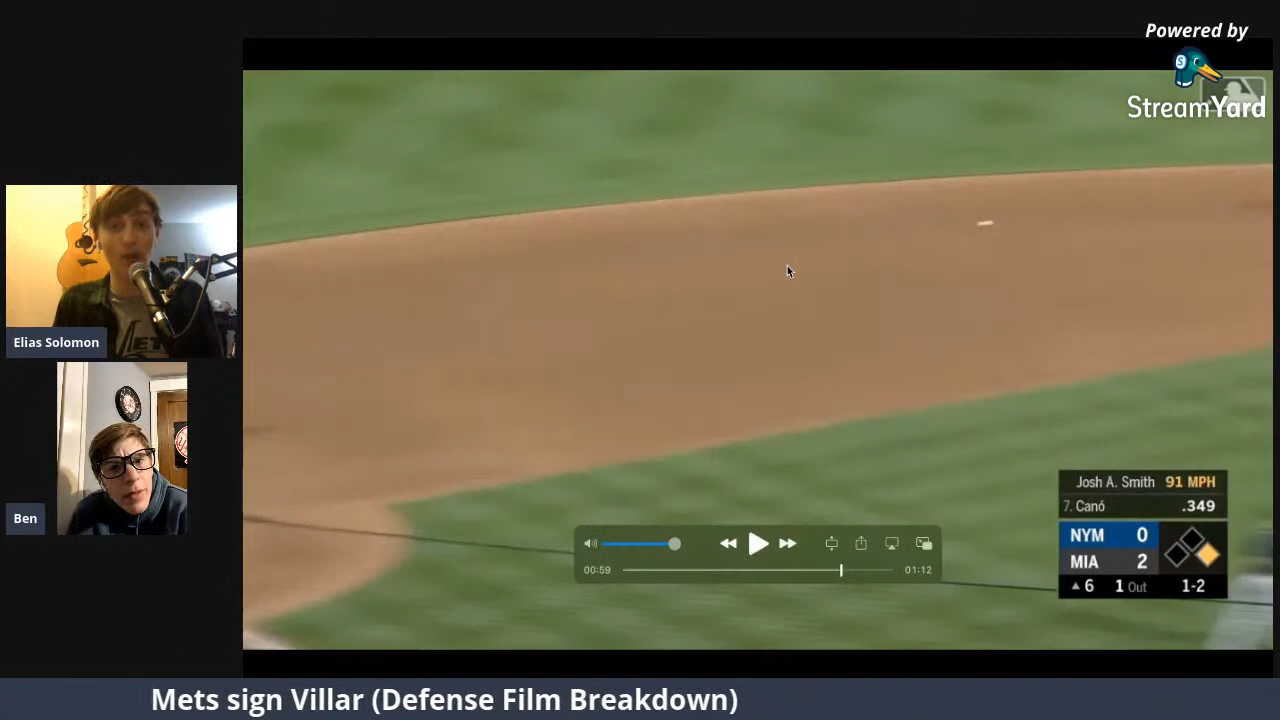 Powered by
StreamYard
Elias Solomon
Ben
Josh A. Smith 91 MPH
7. Canó .349
NYM 0
MIA 2
6 1 Out 1-2
00:59
01:12
Mets sign Villar (Defense Film Breakdown)